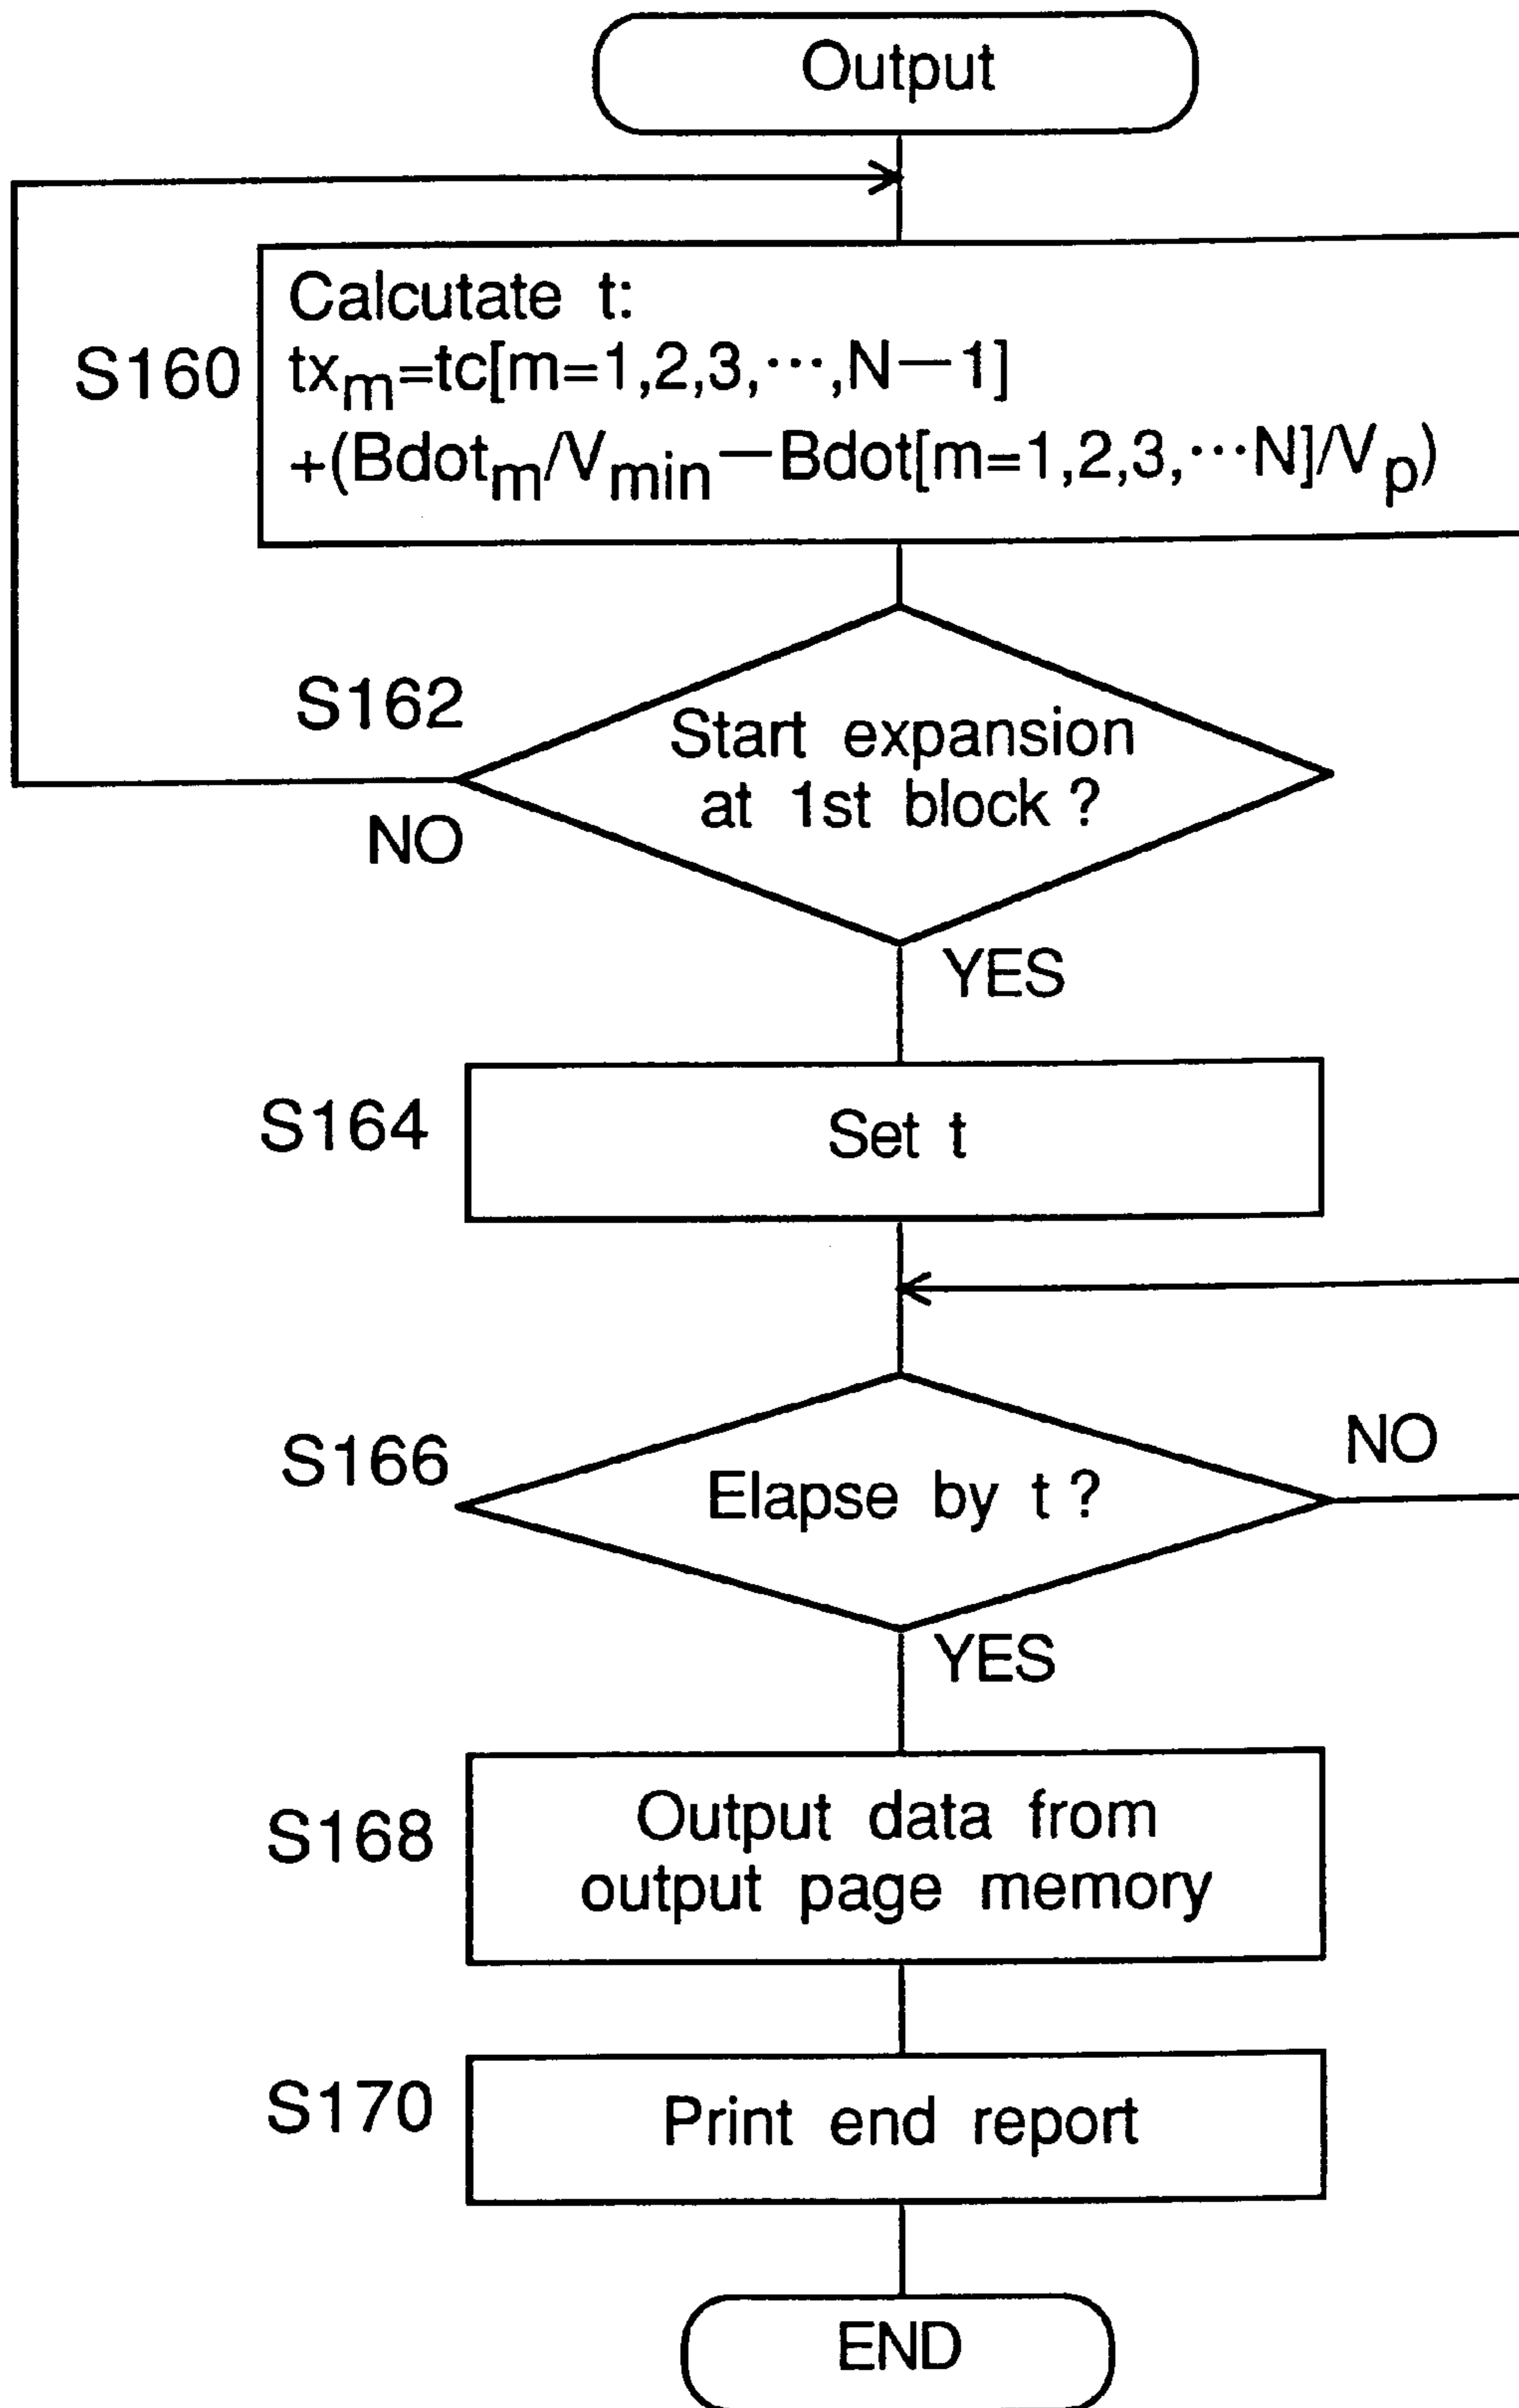 Output
Calcutate t:
S160
txm=tc[m=1,2,3,···,N—1]
+(Bdotm/Vmin—Bdot[m=1,2,3,···N]/Vp)
S162
Start expansion
at 1st block?
NO
YES
S164
Set t
S166
Elapse by t?
NO
YES
S168
Output data from
output page memory
S170
Print end report
END